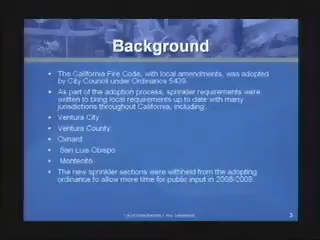 Background
The California Fire Code, with local amendments, was adopted
by City Council under Ordinance 5439.
As part of the adoption process, sprinkler requirements were
written to bring local requirements up to date with many
jurisdictions throughout California, including:
Ventura City
Ventura County
Oxnard
San Luis Obispo
Montecito
The new sprinkler sections were withheld from the adopting
ordinance to allow more time for public input in 2008/2009
3